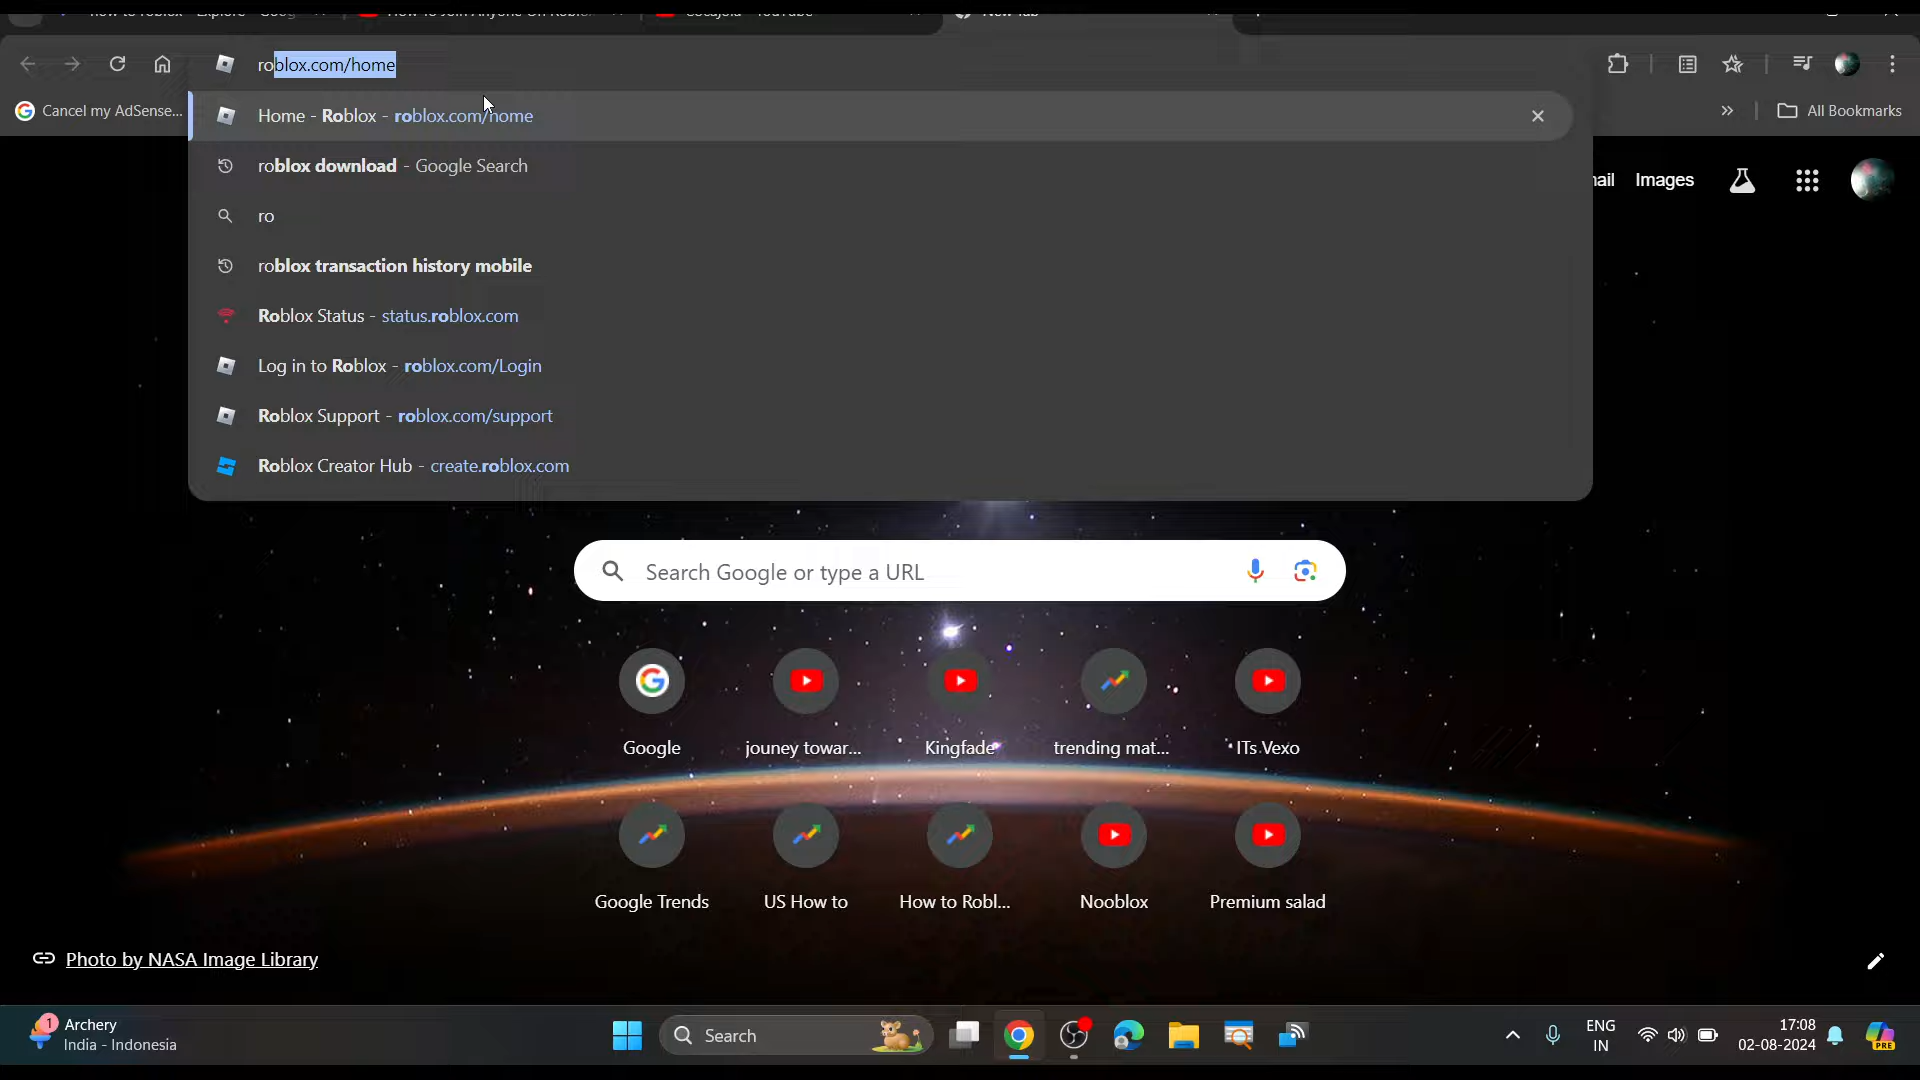 roblox.com/home
Cancel my AdSense...
All Bookmarks
Home - Roblox - roblox.com/home
roblox download - Google Search
ro
roblox transaction history mobile
Roblox Status - status.roblox.com
Log in to Roblox - roblox.com/Login
Roblox Support - roblox.com/support
Roblox Creator Hub - create.roblox.com
Images
Search Google or type a URL
Google
jouney towar...
Kingfade
trending mat...
ITs Vexo
Google Trends
US How to
How to Robl...
Nooblox
Premium salad
Photo by NASA Image Library
1
Archery
India - Indonesia
Search
ENG
IN
17:08
02-08-2024
PRE